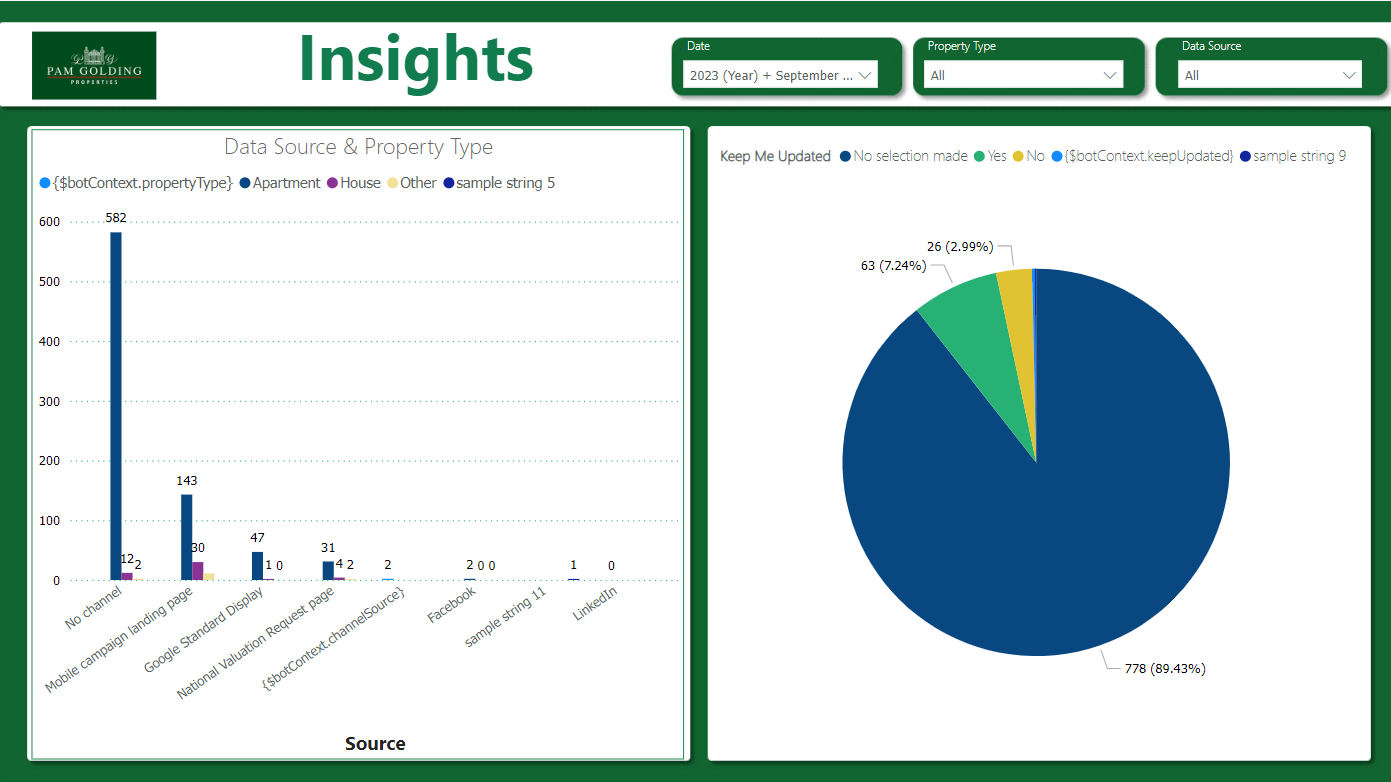 PAM GOLDING
PROPERTIES
Insights
Date
2023 (Year) + September ...
Property Type
All
Data Source
All
Data Source & Property Type
{$botContext.propertyType} Apartment House Other sample string 5
600
500
400
300
200
100
0
582
12
2
143
30
47
1 0
31
4 2
2
2 0 0
1
0
No channel
Mobile campaign landing page
Google Standard Display
National Valuation Request page
{$botContext.channelSource}
Facebook
sample string 11
LinkedIn
Source
Keep Me Updated No selection made Yes No {$botContext.keepUpdated} sample string 9
26 (2.99%)
63 (7.24%)
778 (89.43%)